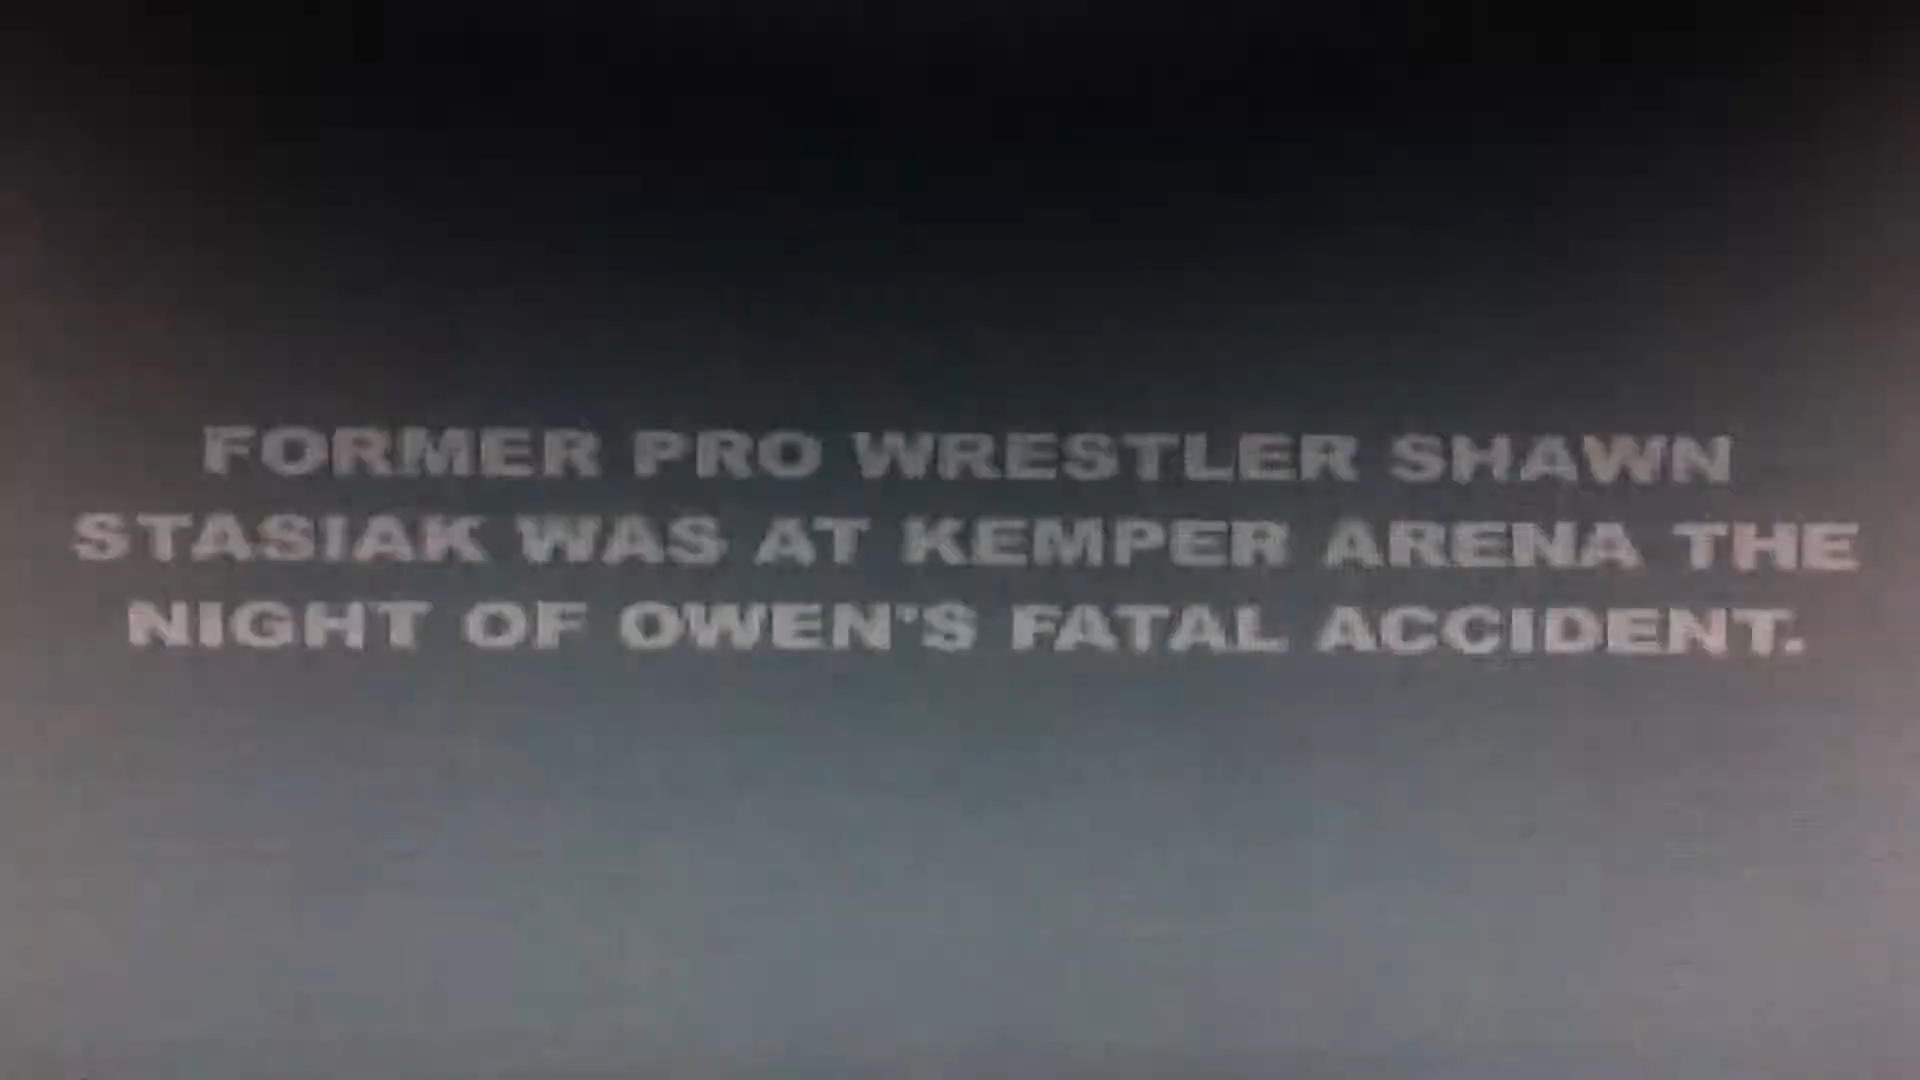 FORMER PRO WRESTLER SHAWN
STASIAK WAS AT KEMPER ARENA THE
NIGHT OF OWEN'S FATAL ACCIDENT.